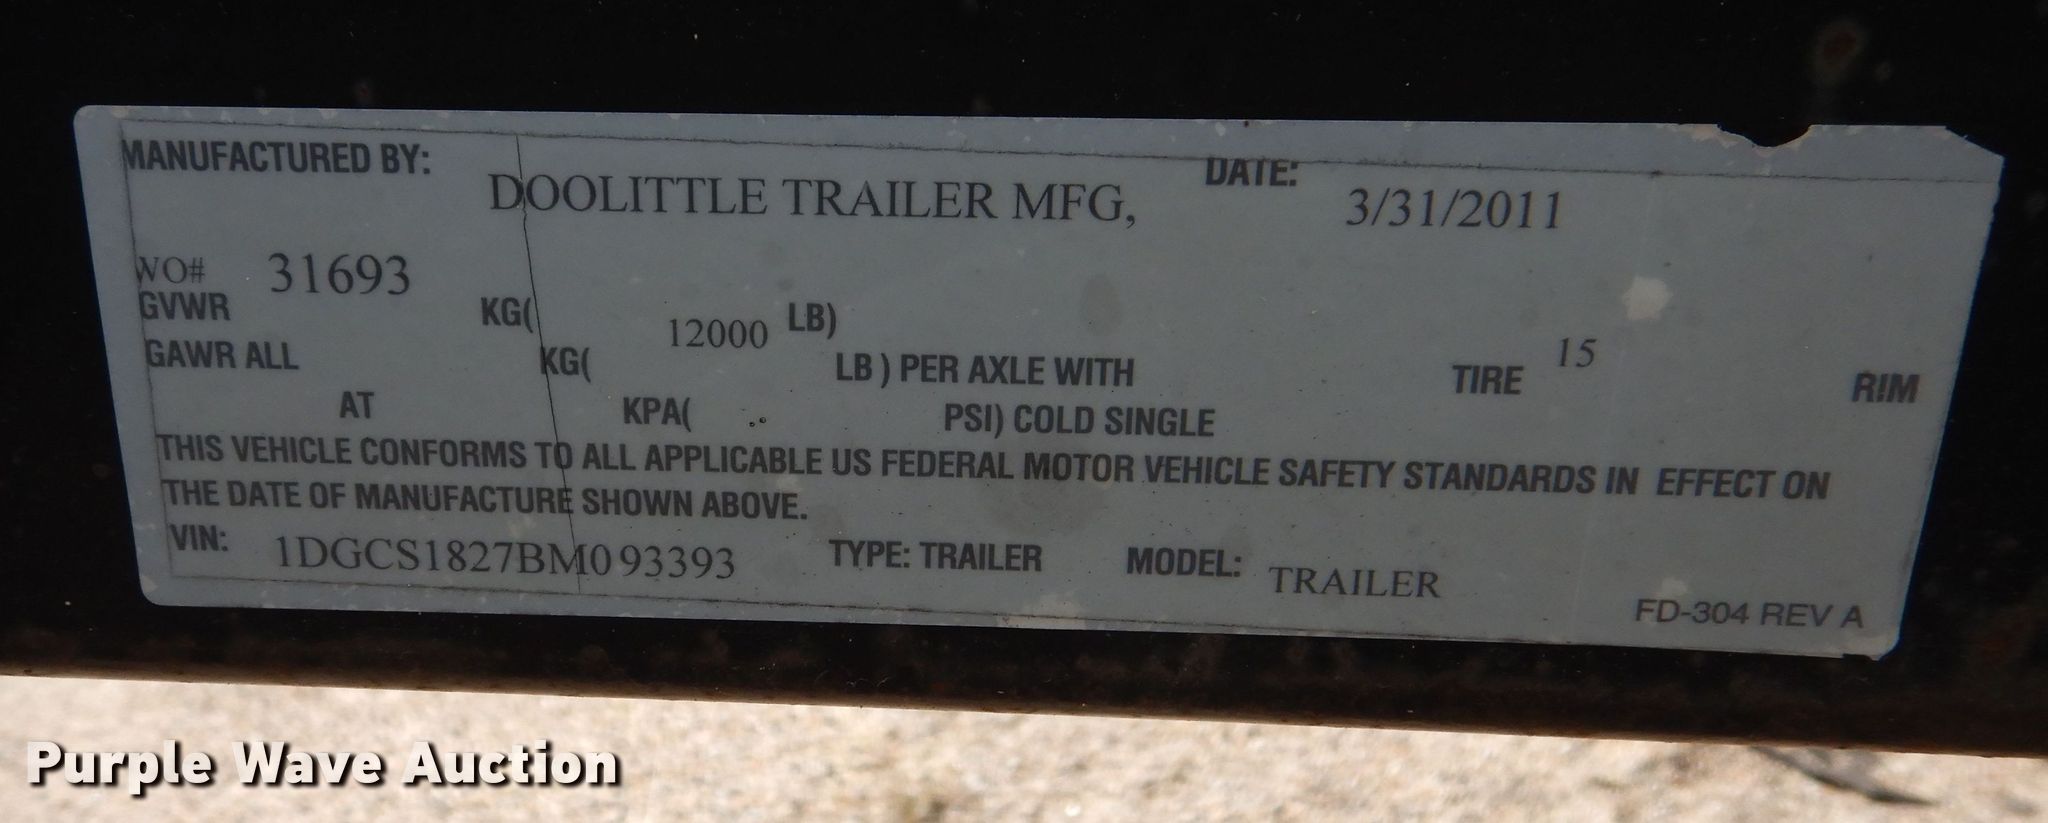 MANUFACTURED BY: DOOLITTLE TRAILER MFG, DATE: 3/31/2011
WO# 31693
GVWR KG( 12000 LB)
GAWR ALL KG( LB) PER AXLE WITH TIRE 15 RIM
AT KPA( PSI) COLD SINGLE
THIS VEHICLE CONFORMS TO ALL APPLICABLE US FEDERAL MOTOR VEHICLE SAFETY STANDARDS IN EFFECT ON
THE DATE OF MANUFACTURE SHOWN ABOVE.
VIN: 1DGCS1827BM093393 TYPE: TRAILER MODEL: TRAILER
FD-304 REV A
Purple Wave Auction